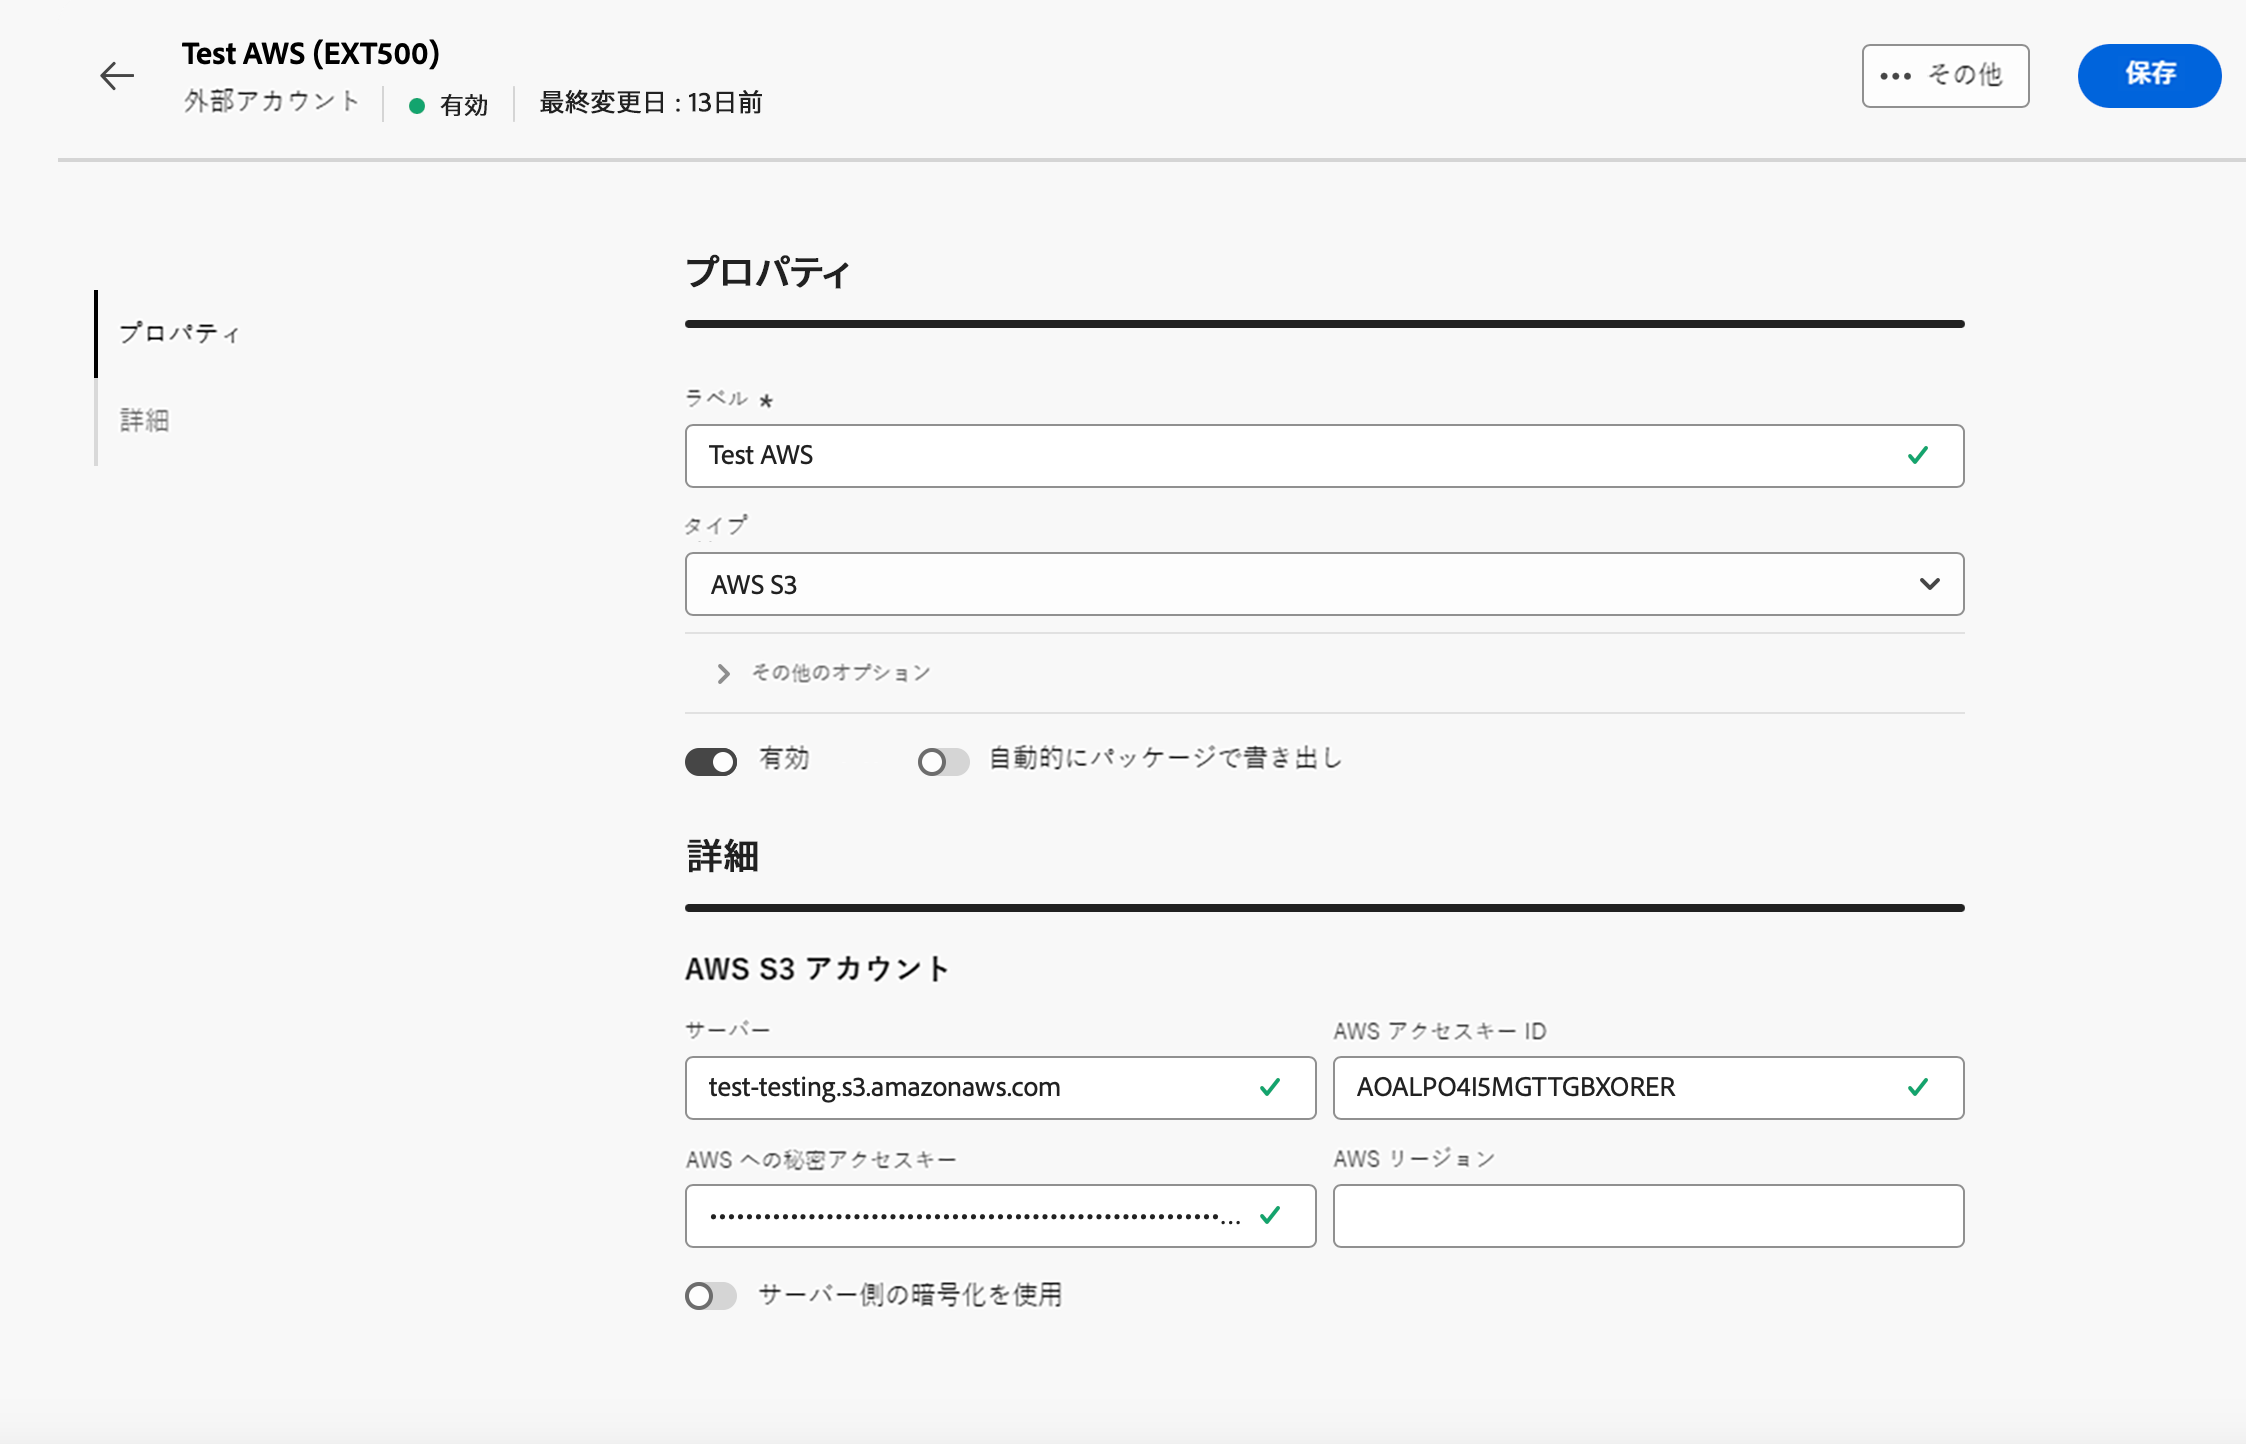 Test AWS (EXT500)
外部アカウント 有効 最終変更日 : 13日前
••• その他
保存
プロパティ
詳細
プロパティ
ラベル *
Test AWS
タイプ
AWS S3
その他のオプション
有効 自動的にパッケージで書き出し
詳細
AWS S3 アカウント
サーバー AWS アクセスキー ID
test-testing.s3.amazonaws.com AOALPO4I5MGTTGBXORER
AWS への秘密アクセスキー AWS リージョン
サーバー側の暗号化を使用